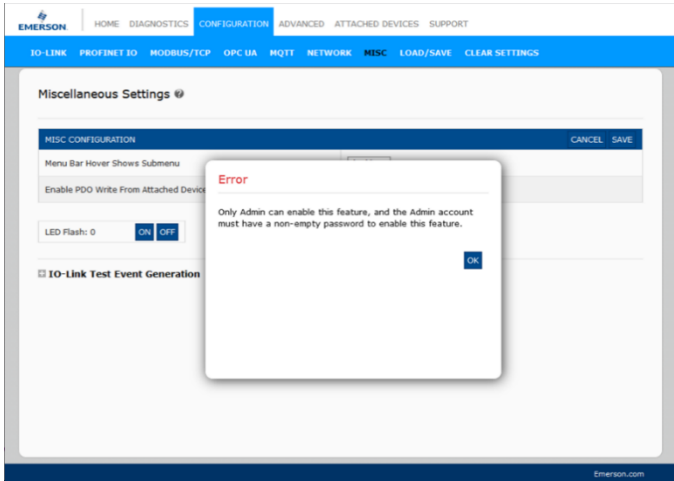 EMERSON
HOME DIAGNOSTICS CONFIGURATION ADVANCED ATTACHED DEVICES SUPPORT
IO-LINK PROFINET IO MODBUS/TCP OPC UA MQTT NETWORK MISC LOAD/SAVE CLEAR SETTINGS
Miscellaneous Settings
MISC CONFIGURATION CANCEL SAVE
Menu Bar Hover Shows Submenu
Enable PDO Write From Attached Device
LED Flash: 0 ON OFF
IO-Link Test Event Generation
Error
Only Admin can enable this feature, and the Admin account
must have a non-empty password to enable this feature.
OK
Emerson.com